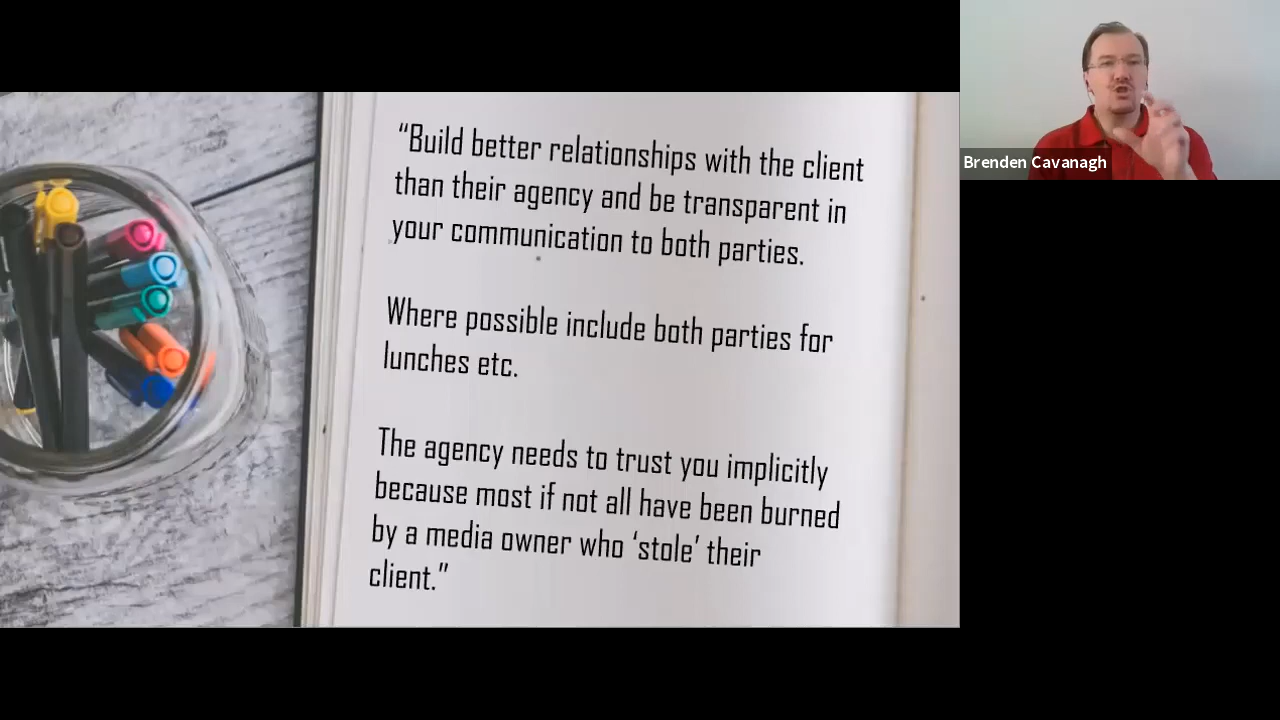 “Build better relationships with the client
than their agency and be transparent in
your communication to both parties.
Where possible include both parties for
lunches etc.
The agency needs to trust you implicitly
because most if not all have been burned
by a media owner who ‘stole’ their
client.”
Brenden Cavanagh